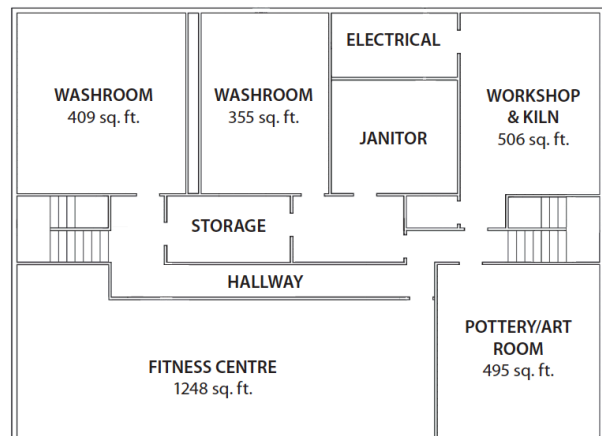 ELECTRICAL
WASHROOM
409 sq. ft.
WASHROOM
355 sq. ft.
WORKSHOP
& KILN
506 sq. ft.
JANITOR
STORAGE
HALLWAY
POTTERY/ART
ROOM
495 sq. ft.
FITNESS CENTRE
1248 sq. ft.